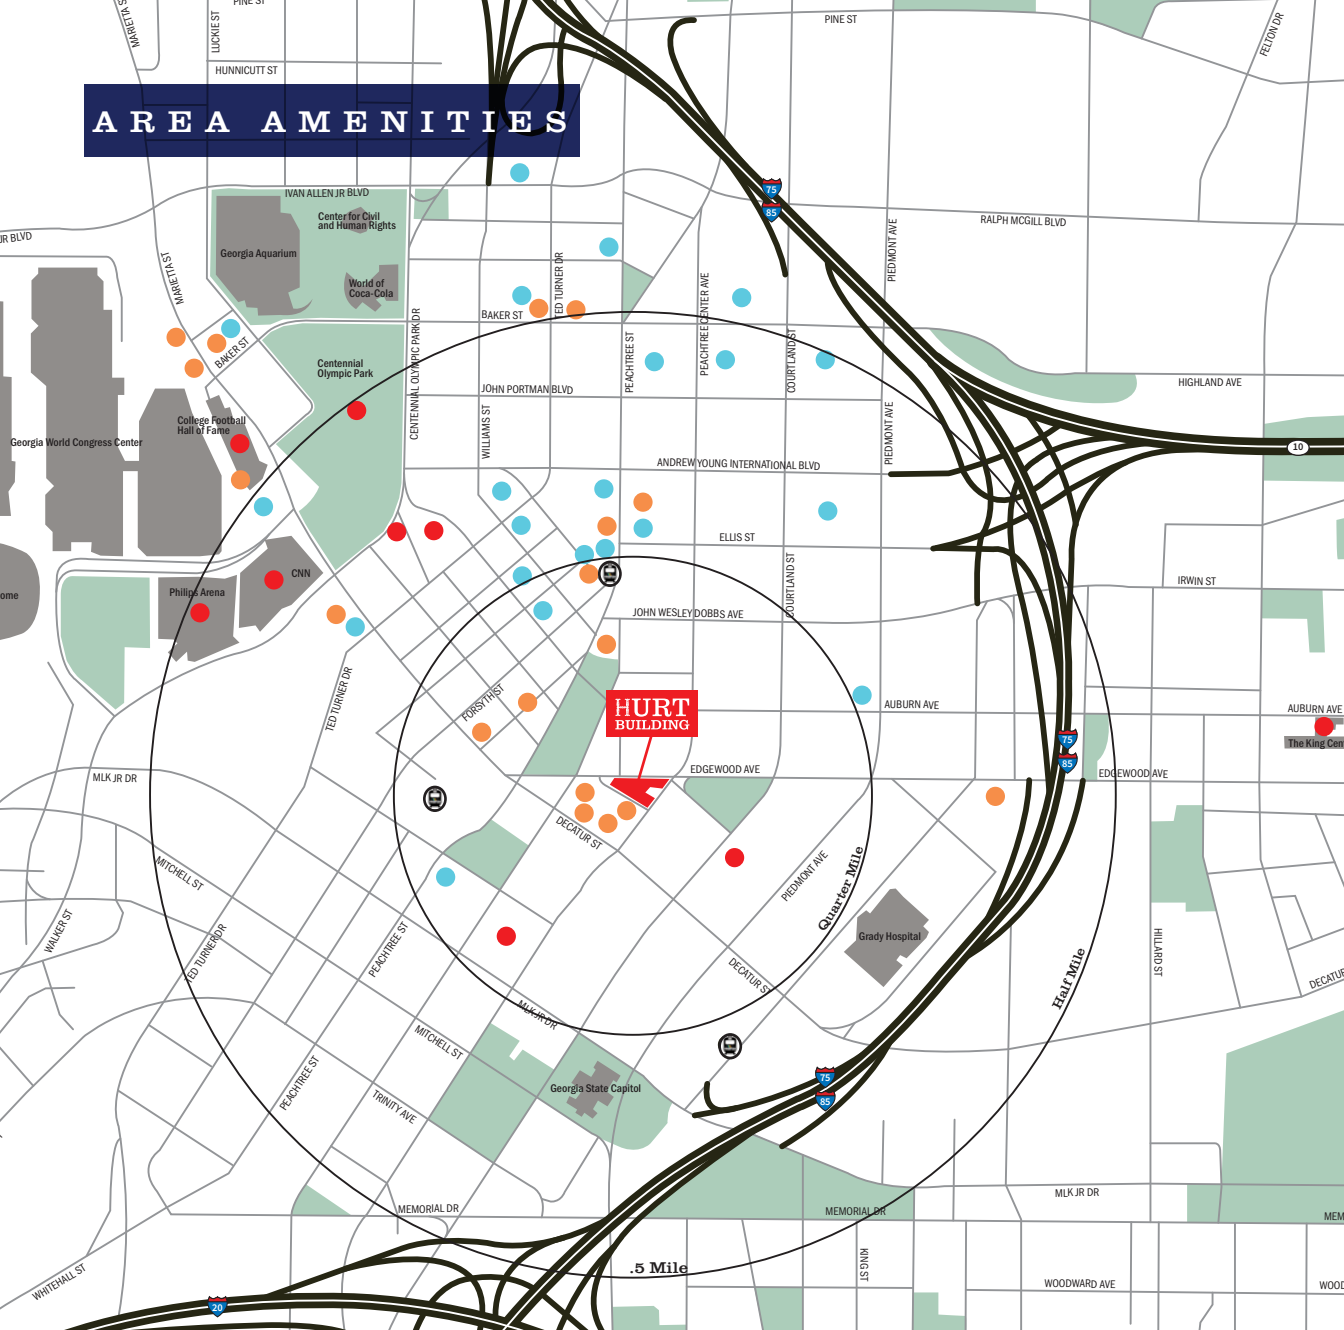 PINE ST
MARIETTA S
LUCKIE ST
PINE ST
FELTON DR
HUNNICUTT ST
AREA AMENITIES
IVAN ALLEN JR BLVD
75
85
Center for Civil
and Human Rights
RALPH MCGILL BLVD
PIEDMONT AVE
JR BLVD
Georgia Aquarium
MARIETTA ST
World of
Coca-Cola
TED TURNER DR
PEACHTREE CENTER AVE
BAKER ST
CENTENNIAL OLYMPIC PARK DR
PEACHTREE ST
COURTLAND ST
BAKER ST
Centennial
Olympic Park
JOHN PORTMAN BLVD
HIGHLAND AVE
WILLIAMS ST
PIEDMONT AVE
College Football
Hall of Fame
Georgia World Congress Center
10
ANDREW YOUNG INTERNATIONAL BLVD
ELLIS ST
COURTLAND ST
CNN
IRWIN ST
ome
Philips Arena
JOHN WESLEY DOBBS AVE
TED TURNER DR
FORSYTH ST
HURT
BUILDING
AUBURN AVE
AUBURN AVE
75
85
The King Cen
MLK JR DR
EDGEWOOD AVE
EDGEWOOD AVE
DECATUR ST
MITCHELL ST
PIEDMONT AVE
Quarter Mile
WALKER ST
TED TURNER DR
PEACHTREE ST
Grady Hospital
HILLIARD ST
DECATUR ST
Half Mile
DECATUR
MLK JR DR
MITCHELL ST
PEACHTREE ST
TRINITY AVE
Georgia State Capitol
75
85
MLK JR DR
MEMORIAL DR
MEMORIAL DR
MEM
.5 Mile
KING ST
WHITEHALL ST
WOODWARD AVE
WOOD
20